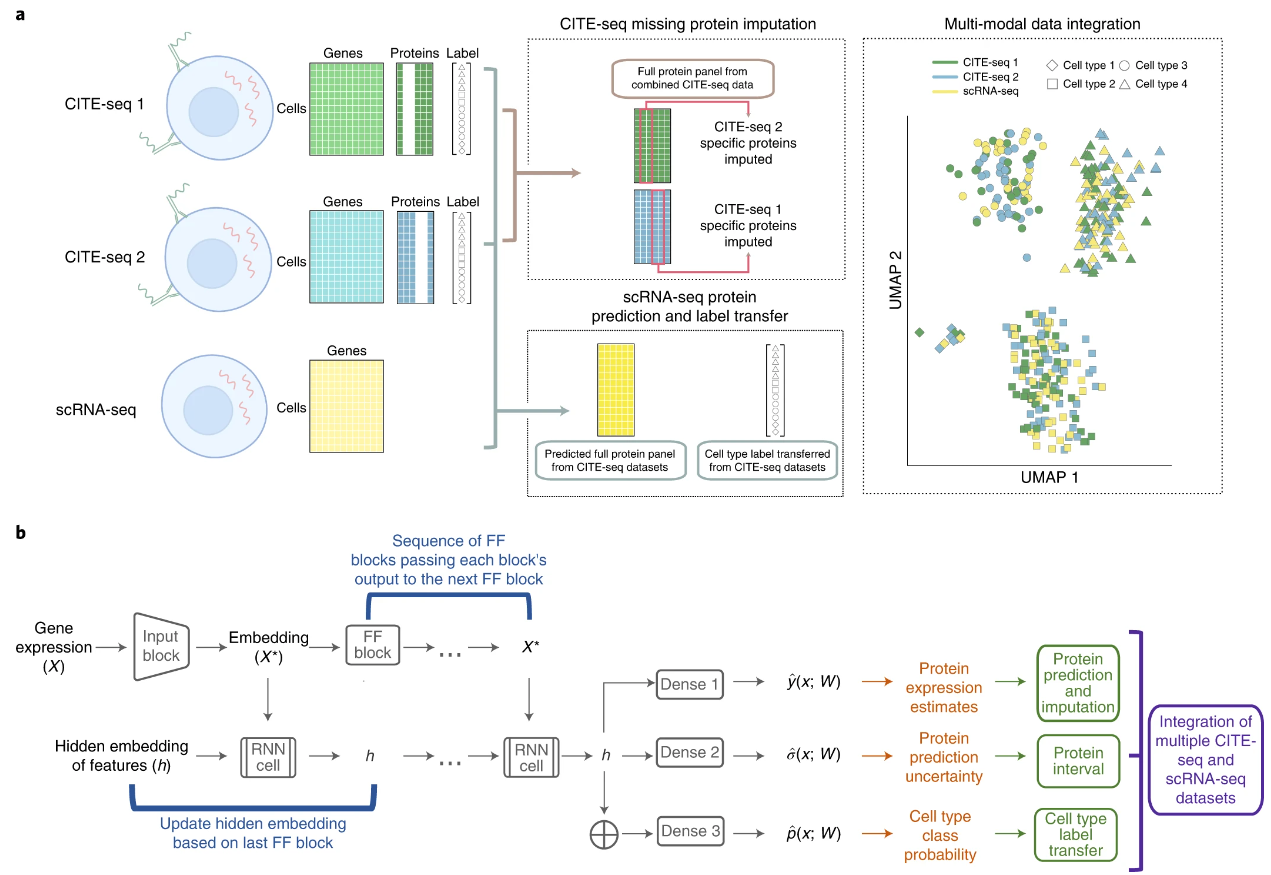 a
CITE-seq missing protein imputation
Multi-modal data integration
CITE-seq 1
Genes
Proteins
Label
Cells
CITE-seq 2
Genes
Proteins
Label
Cells
scRNA-seq
Genes
Cells
Full protein panel from
combined CITE-seq data
CITE-seq 2
specific proteins
imputed
CITE-seq 1
specific proteins
imputed
scRNA-seq protein
prediction and label transfer
Predicted full protein panel
from CITE-seq datasets
Cell type label transferred
from CITE-seq datasets
CITE-seq 1
CITE-seq 2
scRNA-seq
Cell type 1
Cell type 3
Cell type 2
Cell type 4
UMAP 2
UMAP 1
b
Sequence of FF
blocks passing each block's
output to the next FF block
Gene
expression
(X)
Input
block
Embedding
(X*)
FF
block
...
X*
Hidden embedding
of features (h)
RNN
cell
h
...
RNN
cell
h
Update hidden embedding
based on last FF block
Dense 1
ŷ(x; W)
Protein
expression
estimates
Protein
prediction
and
imputation
Dense 2
σ̂(x; W)
Protein
prediction
uncertainty
Protein
interval
Dense 3
p̂(x; W)
Cell type
class
probability
Cell type
label
transfer
Integration of
multiple CITE-
seq and
scRNA-seq
datasets